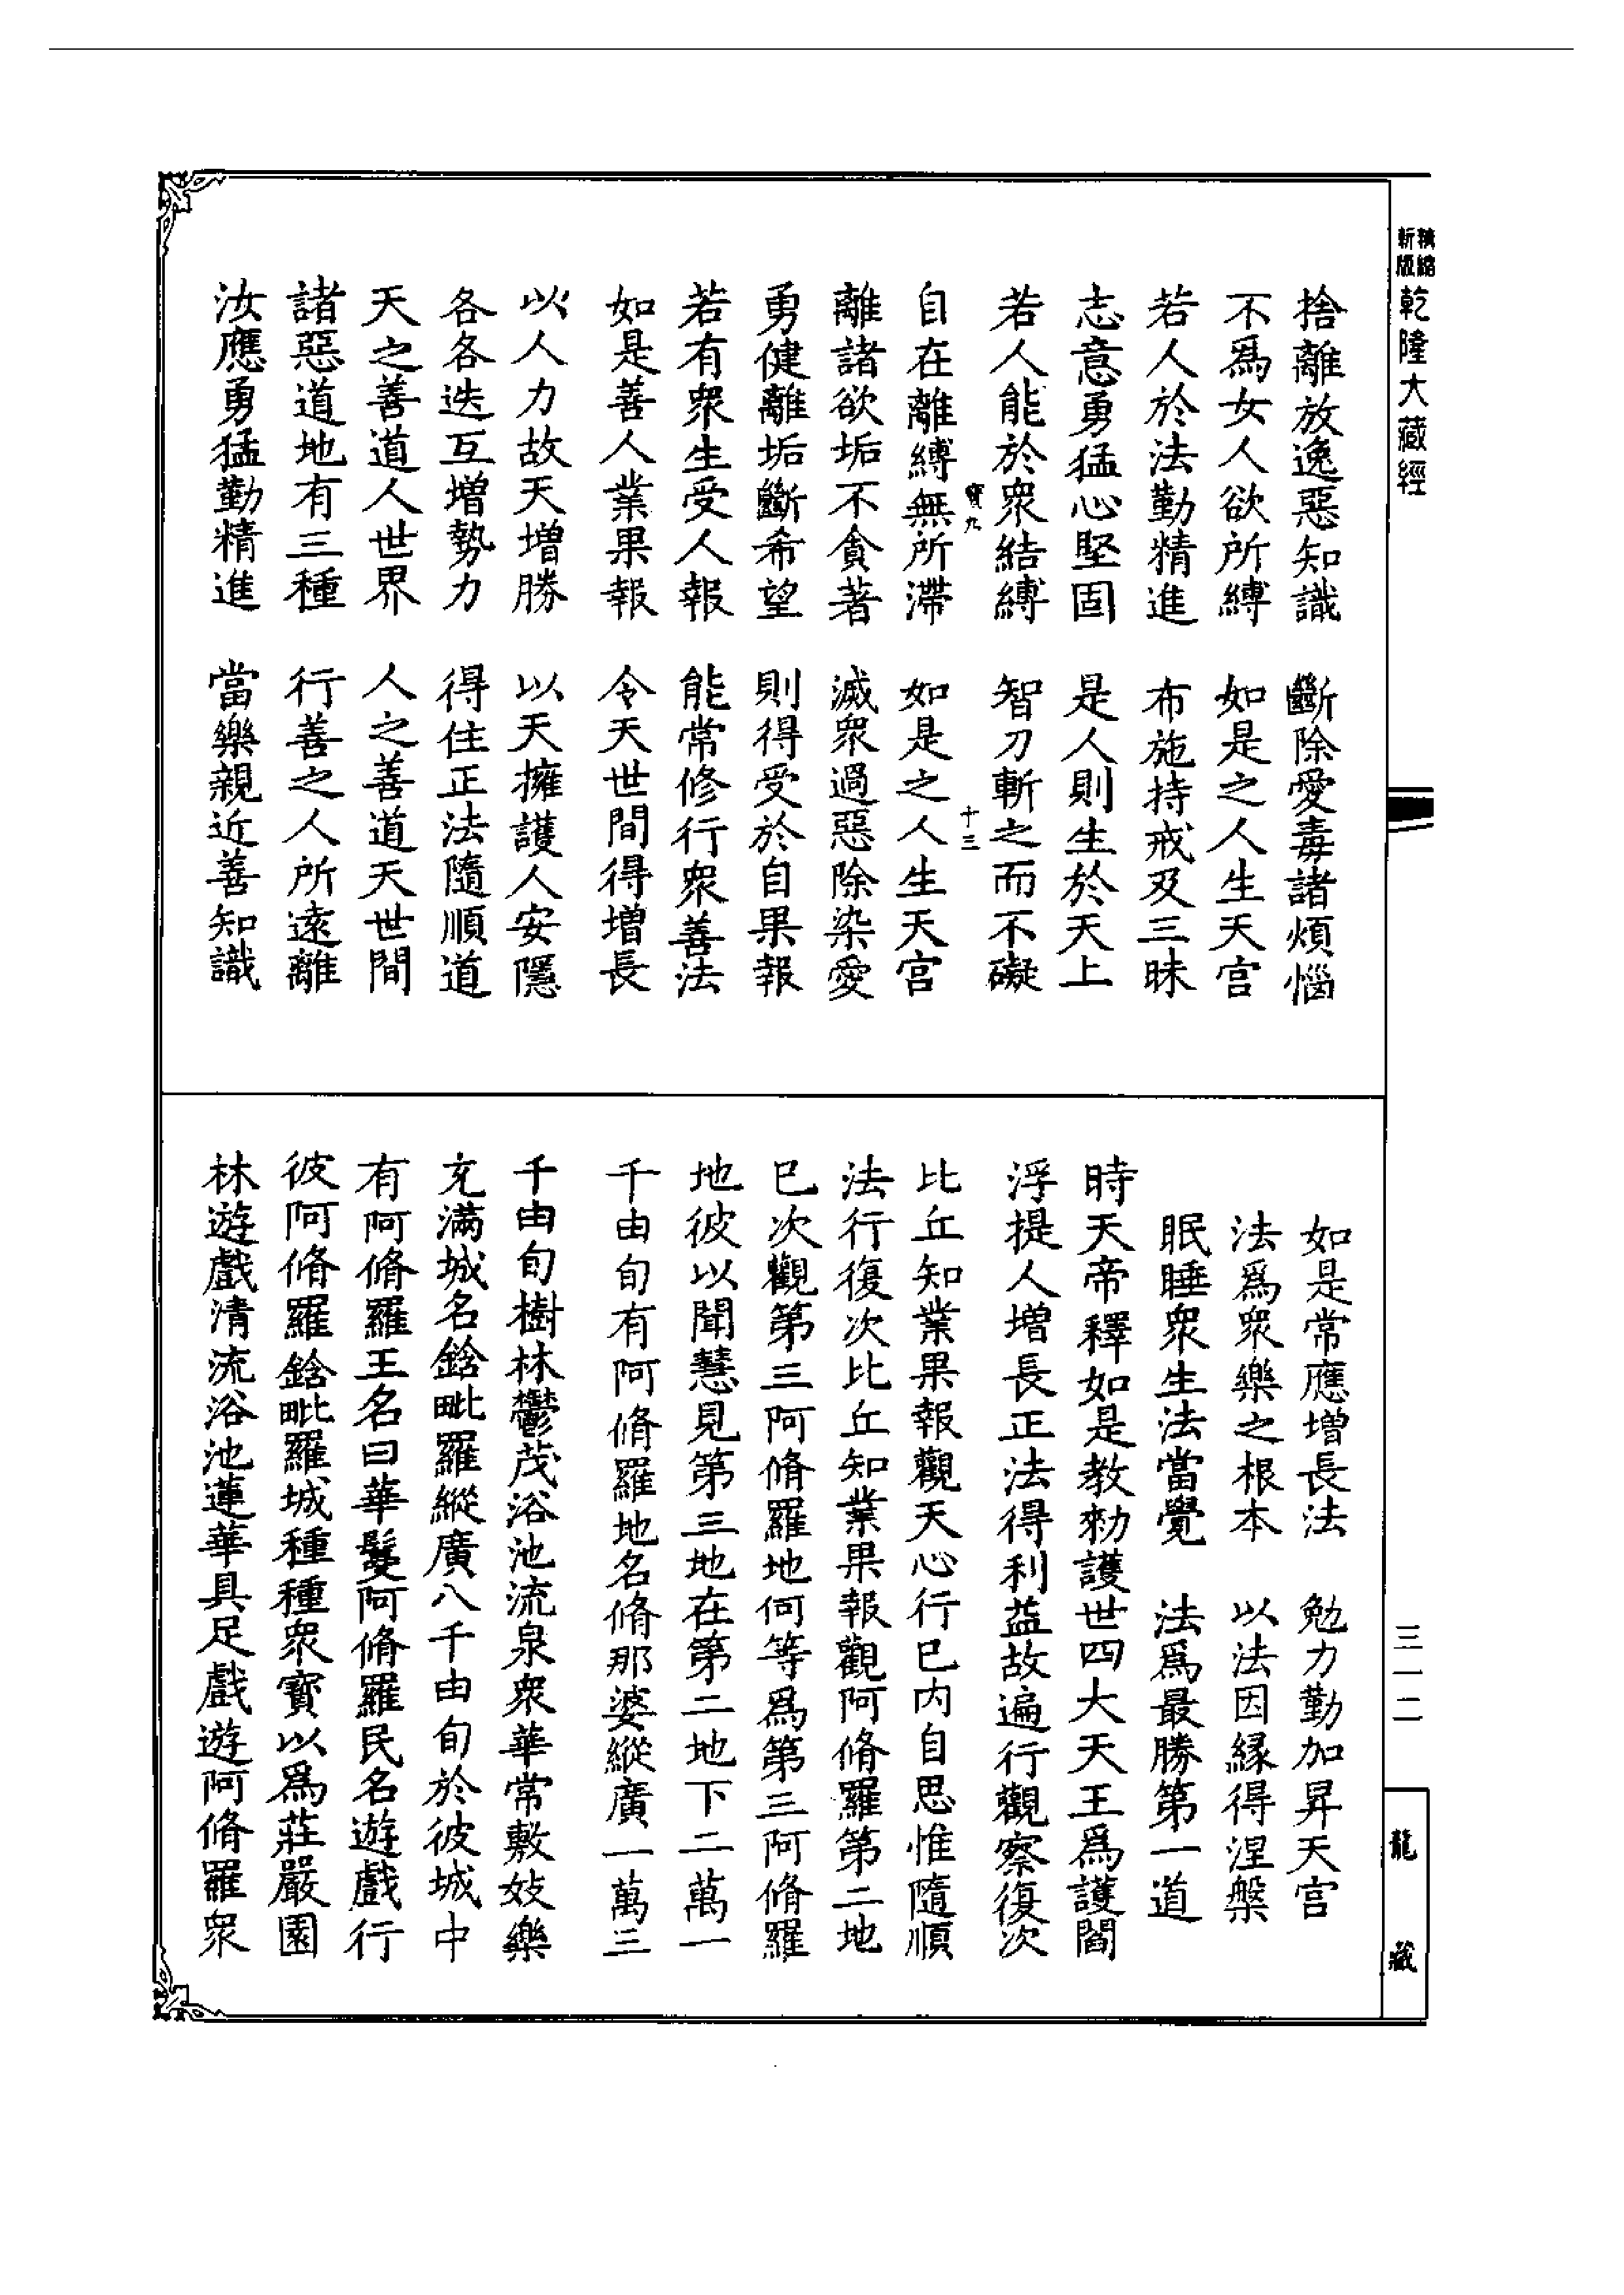 精縮新版乾隆大藏經
捨離放逸惡知識　斷除愛毒諸煩惱
不爲女人欲所縛　如是之人生天宮
若人於法勤精進　布施持戒及三昧
志意勇猛心堅固　是人則生於天上
若人能於衆結縛　智刀斬之而不礙
寶九　十三
自在離縛無所滯　如是之人生天宮
離諸欲垢不貪著　滅衆過惡除染愛
勇健離垢斷希望　則得受於自果報
若有衆生受人報　能常修行衆善法
如是善人業果報　令天世間得增長
以人力故天增勝　以天擁護人安隱
各各迭互增勢力　得住正法隨順道
天之善道人世界　人之善道天世間
諸惡道地有三種　行善之人所遠離
汝應勇猛勤精進　當樂親近善知識
如是常應增長法　勉力勤加昇天宮
法爲衆樂之根本　以法因緣得涅槃
眠睡衆生法當覺　法爲最勝第一道
時天帝釋如是教勑護世四大天王爲護閻
浮提人增長正法得利益故遍行觀察復次
比丘知業果報觀天心行已内自思惟隨順
法行復次比丘知業果報觀阿脩羅第二地
已次觀第三阿脩羅地何等爲第三阿脩羅
地彼以聞慧見第三地在第二地下二萬一
千由旬有阿脩羅地名脩那婆縱廣一萬三
千由旬樹林鬱茂浴池流泉衆華常敷妓樂
充滿城名鋡毗羅縱廣八千由旬於彼城中
有阿脩羅王名曰華鬘阿脩羅民名遊戲行
彼阿脩羅鋡毗羅城種種衆寶以爲莊嚴園
林遊戲清流浴池蓮華具足戲遊阿脩羅衆
三一二
龍藏